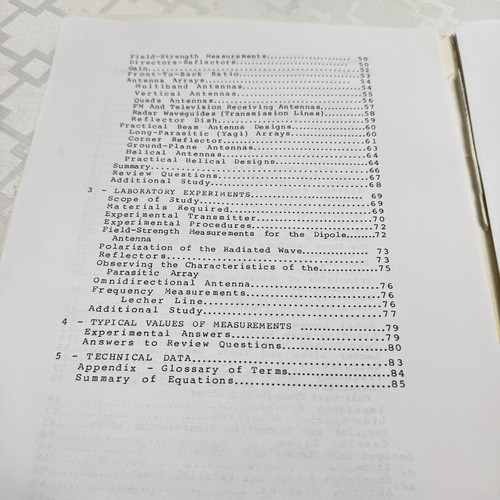 Field-Strength Measurements.................... 50
Directors-Reflectors........................... 50
Gain...........................................52
Front-To-Back Ratio............................53
Antenna Arrays.................................54
Multiband Antennas.............................54
Vertical Antennas..............................55
Quads Antennas.................................56
FM And Television Receiving Antennas...........57
Radar Waveguides (Transmission Lines)..........58
Reflector Dish.................................59
Practical Beam Antenna Designs.................60
Long-Parasitic (Yagi) Arrays...................60
Corner Reflector...............................61
Ground-Plane Antennas..........................63
Helical Antennas...............................64
Practical Helical Designs......................64
Summary........................................66
Review Questions...............................67
Additional Study...............................68
3 - LABORATORY EXPERIMENTS..................... 69
Scope of Study.................................69
Materials Required.............................69
Experimental Transmitter.......................70
Experimental Procedures........................72
Field-Strength Measurements for the Dipole.....72
Antenna
Polarization of the Radiated Wave.............. 73
Reflectors..................................... 73
Observing the Characteristics of the...........75
Parasitic Array
Omnidirectional Antenna........................76
Frequency Measurements.........................76
Lecher Line....................................76
Additional Study...............................77
4 - TYPICAL VALUES OF MEASUREMENTS .............79
Experimental Answers...........................79
Answers to Review Questions....................80
5 - TECHNICAL DATA.............................83
Appendix - Glossary of Terms...................84
Summary of Equations...........................85